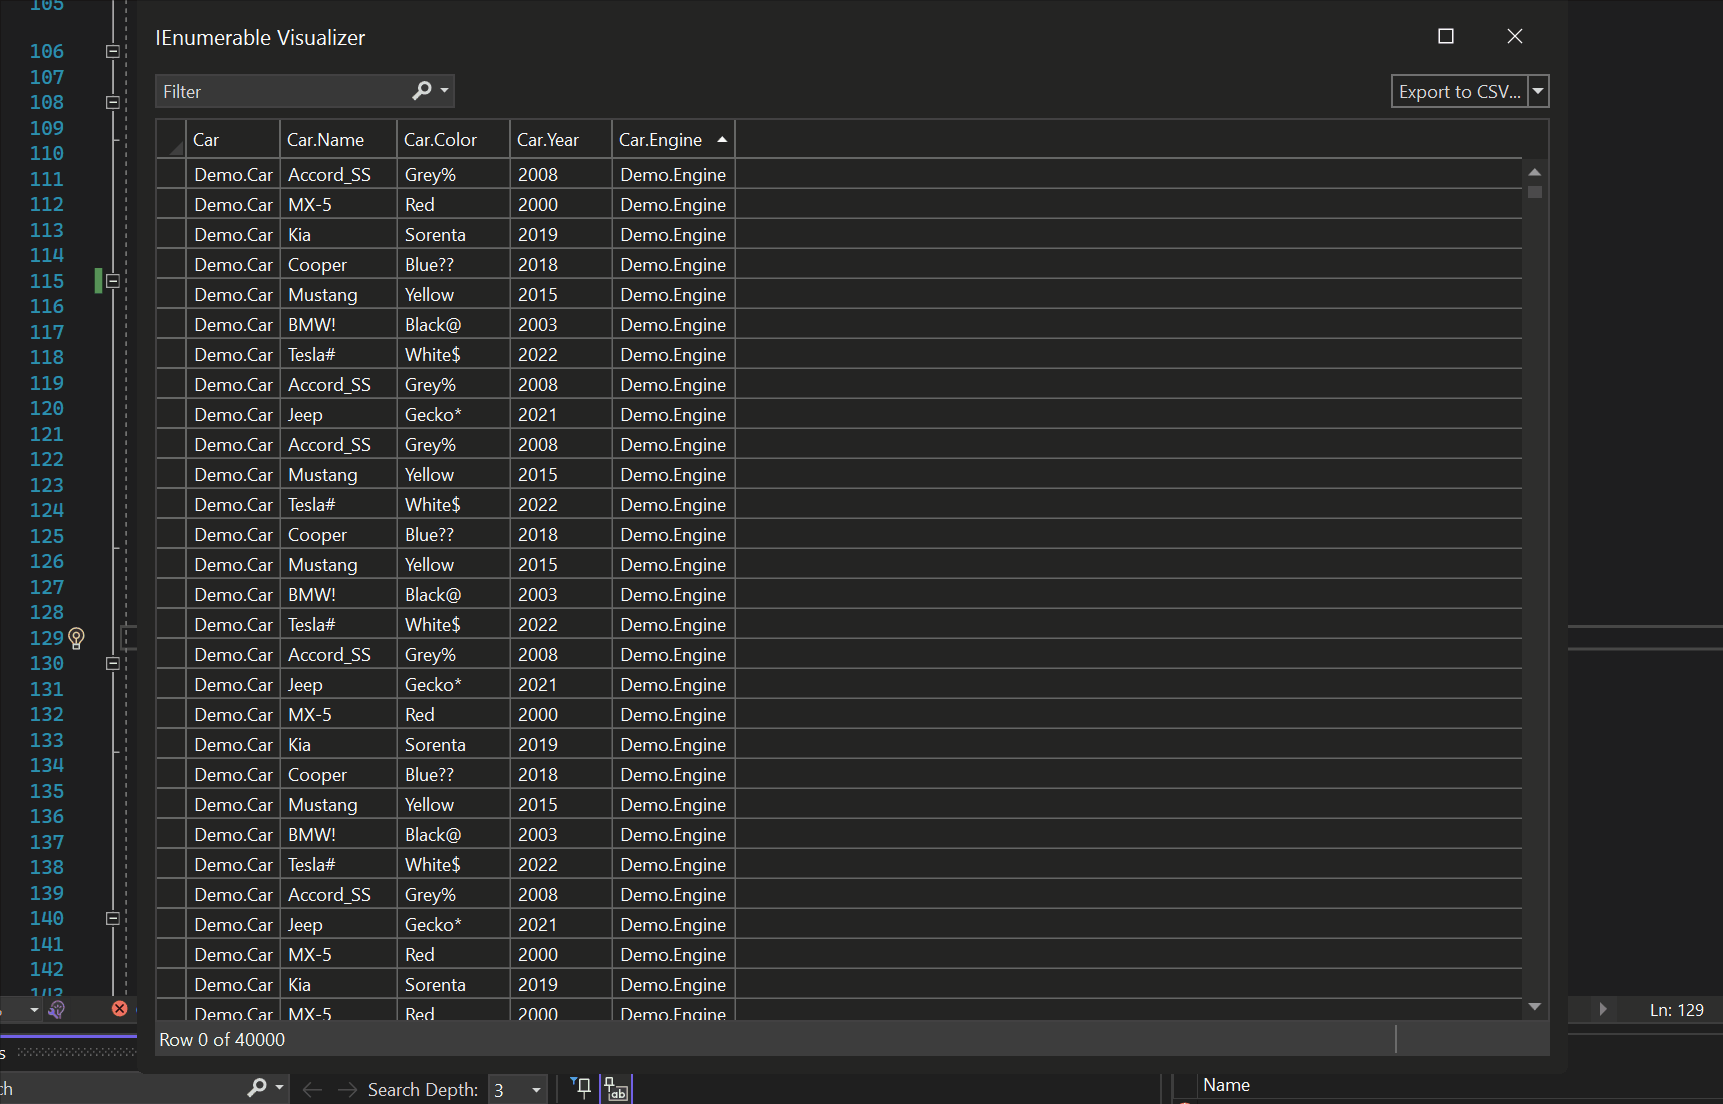 105
106
107
108
109
110
111
112
113
114
115
116
117
118
119
120
121
122
123
124
125
126
127
128
129
130
131
132
133
134
135
136
137
138
139
140
141
142
143
IEnumerable Visualizer
Filter
Export to CSV...
Car Car.Name Car.Color Car.Year Car.Engine
Demo.Car Accord_SS Grey% 2008 Demo.Engine
Demo.Car MX-5 Red 2000 Demo.Engine
Demo.Car Kia Sorenta 2019 Demo.Engine
Demo.Car Cooper Blue?? 2018 Demo.Engine
Demo.Car Mustang Yellow 2015 Demo.Engine
Demo.Car BMW! Black@ 2003 Demo.Engine
Demo.Car Tesla# White$ 2022 Demo.Engine
Demo.Car Accord_SS Grey% 2008 Demo.Engine
Demo.Car Jeep Gecko* 2021 Demo.Engine
Demo.Car Accord_SS Grey% 2008 Demo.Engine
Demo.Car Mustang Yellow 2015 Demo.Engine
Demo.Car Tesla# White$ 2022 Demo.Engine
Demo.Car Cooper Blue?? 2018 Demo.Engine
Demo.Car Mustang Yellow 2015 Demo.Engine
Demo.Car BMW! Black@ 2003 Demo.Engine
Demo.Car Tesla# White$ 2022 Demo.Engine
Demo.Car Accord_SS Grey% 2008 Demo.Engine
Demo.Car Jeep Gecko* 2021 Demo.Engine
Demo.Car MX-5 Red 2000 Demo.Engine
Demo.Car Kia Sorenta 2019 Demo.Engine
Demo.Car Cooper Blue?? 2018 Demo.Engine
Demo.Car Mustang Yellow 2015 Demo.Engine
Demo.Car BMW! Black@ 2003 Demo.Engine
Demo.Car Tesla# White$ 2022 Demo.Engine
Demo.Car Accord_SS Grey% 2008 Demo.Engine
Demo.Car Jeep Gecko* 2021 Demo.Engine
Demo.Car MX-5 Red 2000 Demo.Engine
Demo.Car Kia Sorenta 2019 Demo.Engine
Demo.Car MX-5 Red 2000 Demo.Engine
Row 0 of 40000
Ln: 129
s
ch
Search Depth: 3
ab
Name